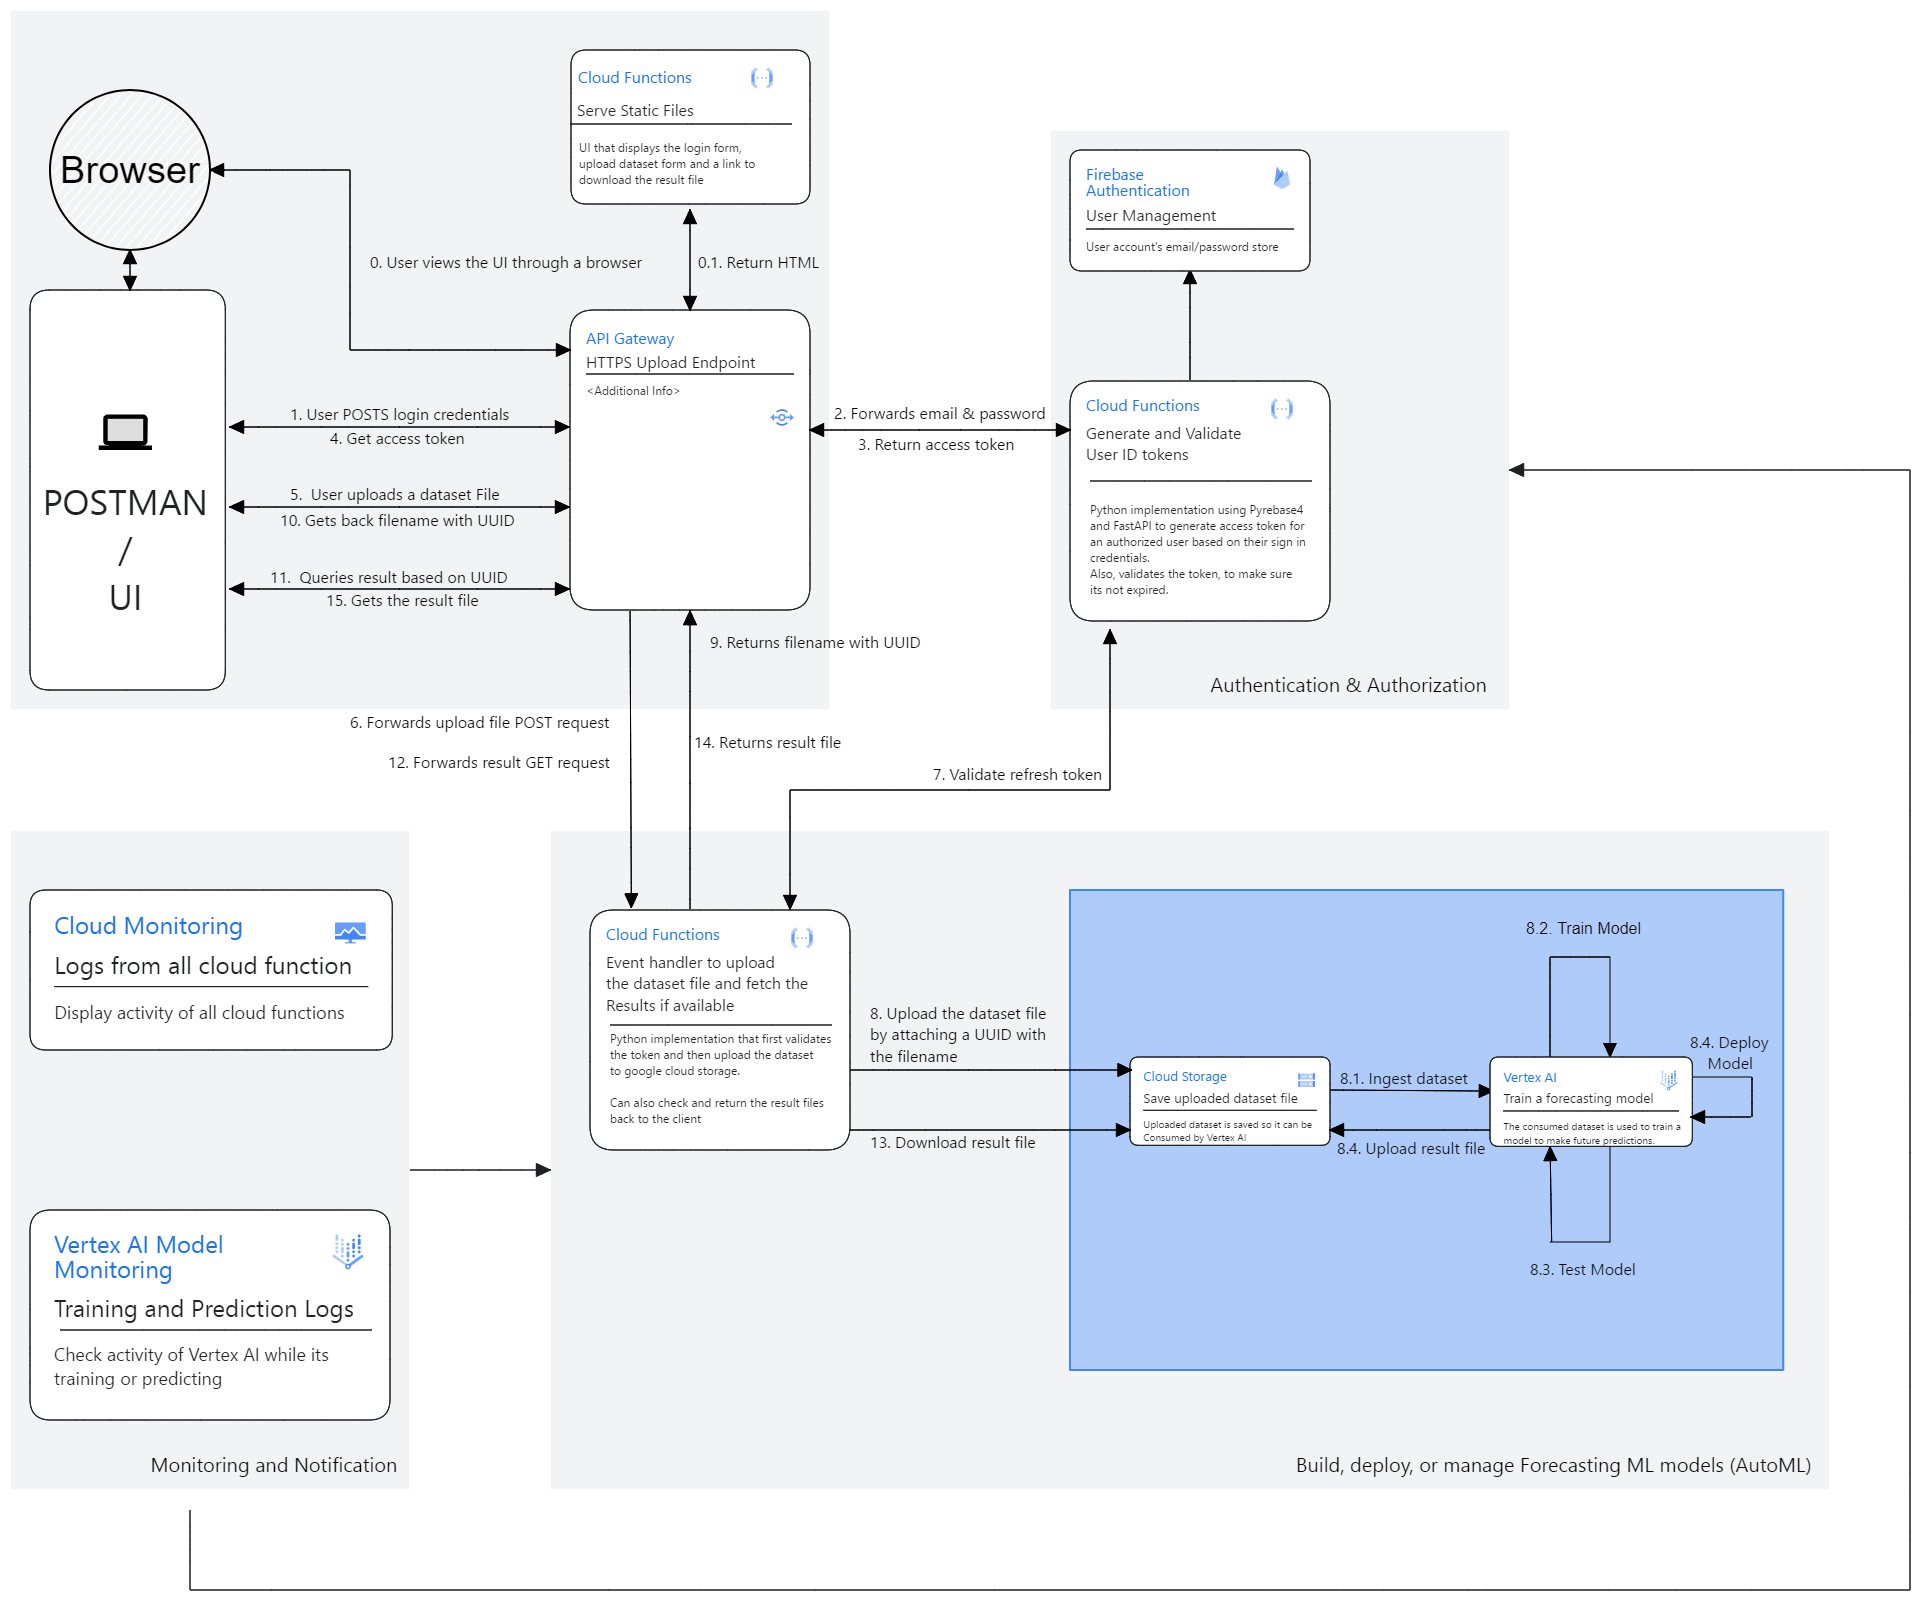 Cloud Functions
Serve Static Files
UI that displays the login form,
upload dataset form and a link to
download the result file
Browser
0. User views the UI through a browser
0.1. Return HTML
API Gateway
HTTPS Upload Endpoint
<Additional Info>
POSTMAN
/
UI
1. User POSTS login credentials
4. Get access token
5.  User uploads a dataset File
10. Gets back filename with UUID
11.  Queries result based on UUID
15. Gets the result file
2. Forwards email & password
3. Return access token
Firebase
Authentication
User Management
User account's email/password store
Cloud Functions
Generate and Validate
User ID tokens
Python implementation using Pyrebase4
and FastAPI to generate access token for
an authorized user based on their sign in
credentials.
Also, validates the token, to make sure
its not expired.
Authentication & Authorization
9. Returns filename with UUID
6. Forwards upload file POST request
14. Returns result file
12. Forwards result GET request
7. Validate refresh token
Cloud Monitoring
Logs from all cloud function
Display activity of all cloud functions
Vertex AI Model
Monitoring
Training and Prediction Logs
Check activity of Vertex AI while its
training or predicting
Monitoring and Notification
Cloud Functions
Event handler to upload
the dataset file and fetch the
Results if available
Python implementation that first validates
the token and then upload the dataset
to google cloud storage.
Can also check and return the result files
back to the client
8. Upload the dataset file
by attaching a UUID with
the filename
13. Download result file
Cloud Storage
Save uploaded dataset file
Uploaded dataset is saved so it can be
Consumed by Vertex AI
8.1. Ingest dataset
8.4. Upload result file
8.2. Train Model
8.4. Deploy
Model
Vertex AI
Train a forecasting model
The consumed dataset is used to train a
model to make future predictions.
8.3. Test Model
Build, deploy, or manage Forecasting ML models (AutoML)